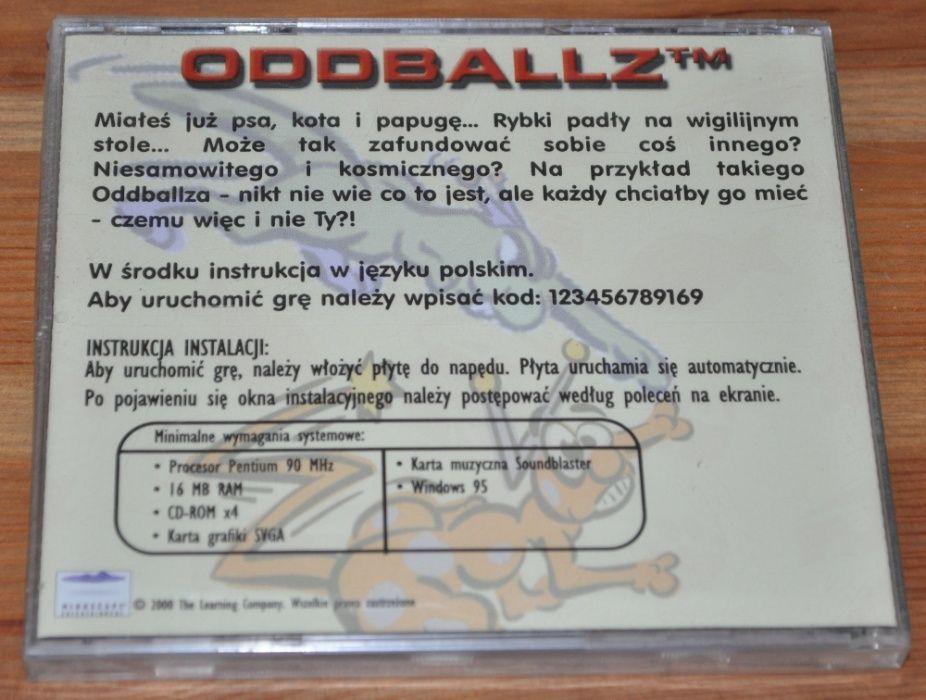 ODDBALLZ™
Miałeś już psa, kota i papugę... Rybki padły na wigilijnym
stole... Może tak zafundować sobie coś innego?
Niesamowitego i kosmicznego? Na przykład takiego
Oddballza – nikt nie wie co to jest, ale każdy chciałby go mieć
– czemu więc i nie Ty?!
W środku instrukcja w języku polskim.
Aby uruchomić grę należy wpisać kod: 123456789169
INSTRUKCJA INSTALACJI:
Aby uruchomić grę, należy włożyć płytę do napędu. Płyta uruchamia się automatycznie.
Po pojawieniu się okna instalacyjnego należy postępować według poleceń na ekranie.
Minimalne wymagania systemowe:
• Procesor Pentium 90 MHz
• 16 MB RAM
• CD-ROM x4
• Karta grafiki SVGA
• Karta muzyczna Soundblaster
• Windows 95
MINDSCAPE
ENTERTAINMENT
© 2000 The Learning Company. Wszelkie prawa zastrzeżone